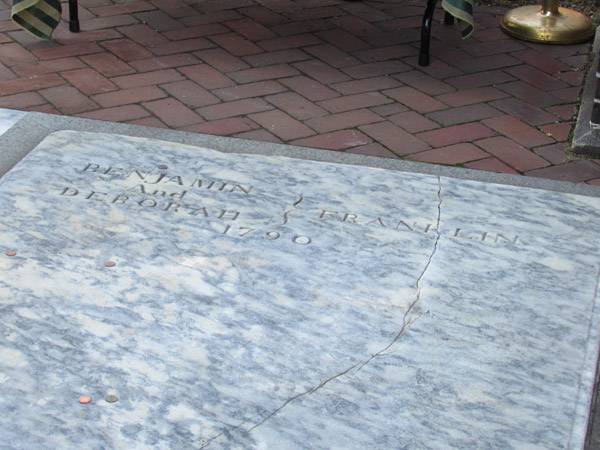 BENJAMIN
And FRANKLIN
DEBORAH
1790